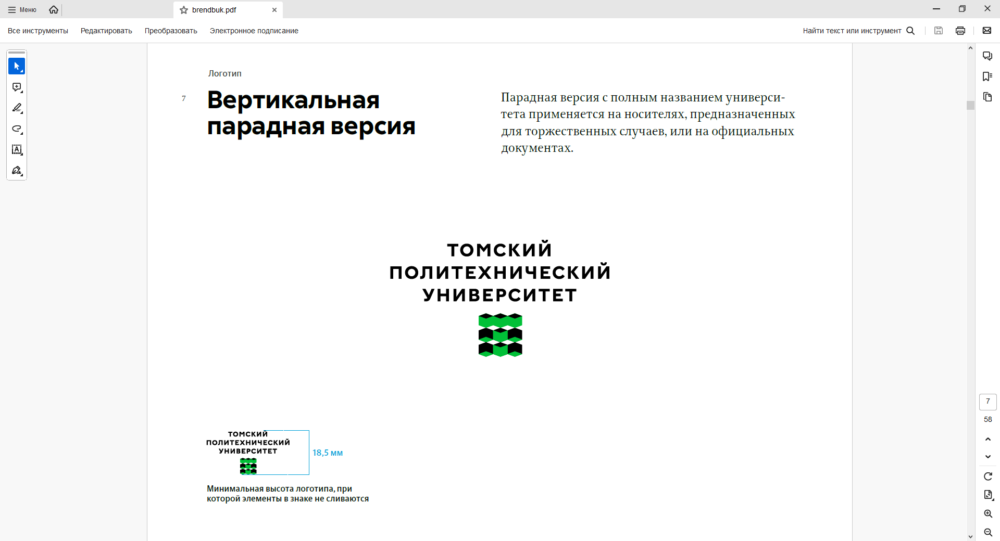 Меню
brendbuk.pdf
Все инструменты
Редактировать
Преобразовать
Электронное подписание
Найти текст или инструмент
Логотип
7
Вертикальная
парадная версия
Парадная версия с полным названием универси-
тета применяется на носителях, предназначенных
для торжественных случаев, или на официальных
документах.
ТОМСКИЙ
ПОЛИТЕХНИЧЕСКИЙ
УНИВЕРСИТЕТ
ТОМСКИЙ
ПОЛИТЕХНИЧЕСКИЙ
УНИВЕРСИТЕТ
18,5 мм
Минимальная высота логотипа, при
которой элементы в знаке не сливаются
7
58